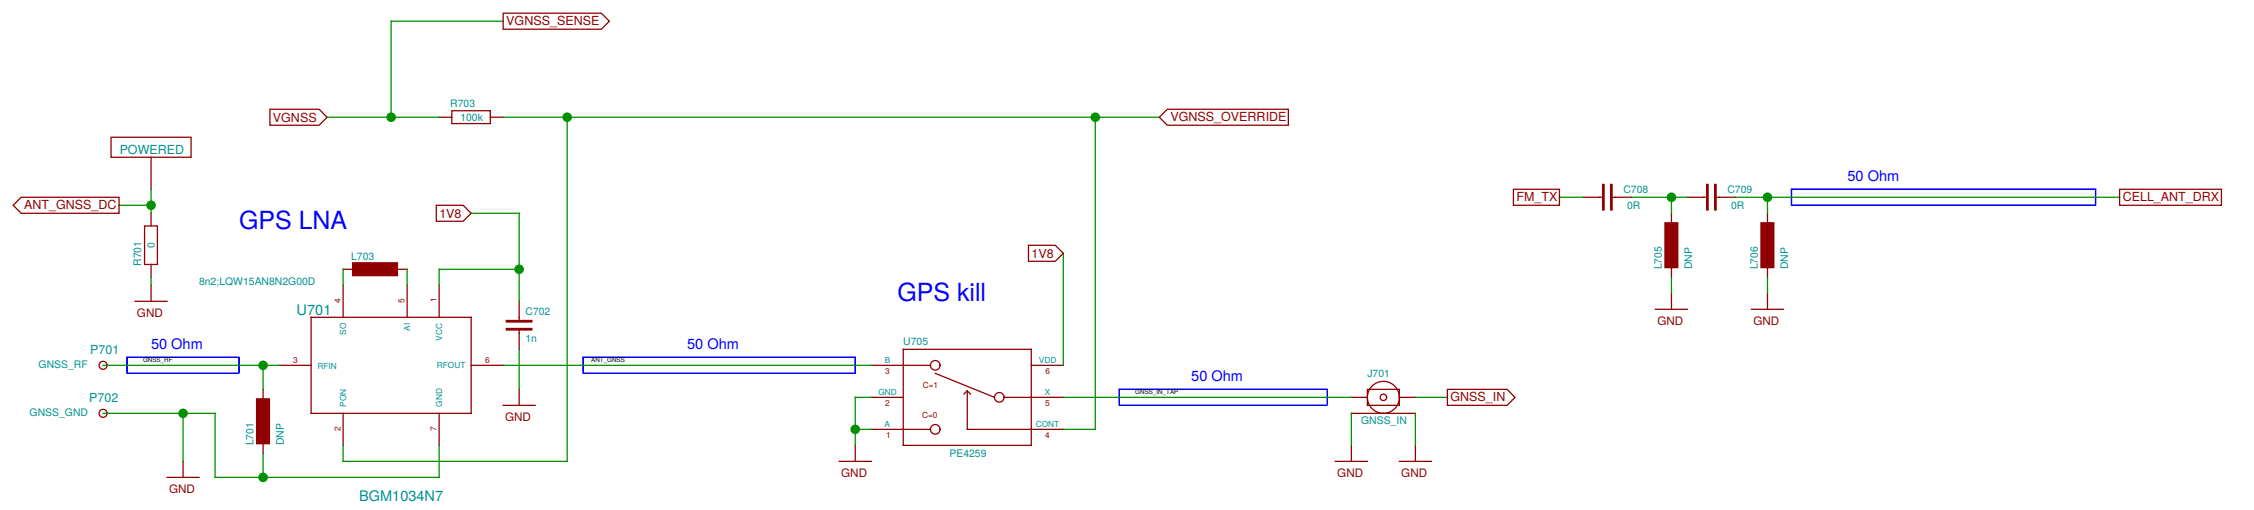 VGNSS_SENSE
VGNSS
R703
100k
VGNSS_OVERRIDE
POWERED
ANT_GNSS_DC
R701
0
GND
GPS LNA
1V8
L703
8n2;LQW15AN8N2G00D
U701
4
5
1
SO
AI
VCC
C702
1n
GND
P701
GNSS_RF
50 Ohm
GNSS_RF
3
RFIN
RFOUT
6
PON
GND
2
7
P702
GNSS_GND
L701
DNP
GND
BGM1034N7
50 Ohm
ANT_GNSS
GPS kill
1V8
U705
B
3
C=1
VDD
6
GND
2
X
5
C=0
A
1
CONT
4
PE4259
GND
50 Ohm
GNSS_IN_TAP
J701
GNSS_IN
GNSS_IN
GND
GND
FM_TX
C708
0R
C709
0R
50 Ohm
CELL_ANT_DRX
L705
DNP
L706
DNP
GND
GND